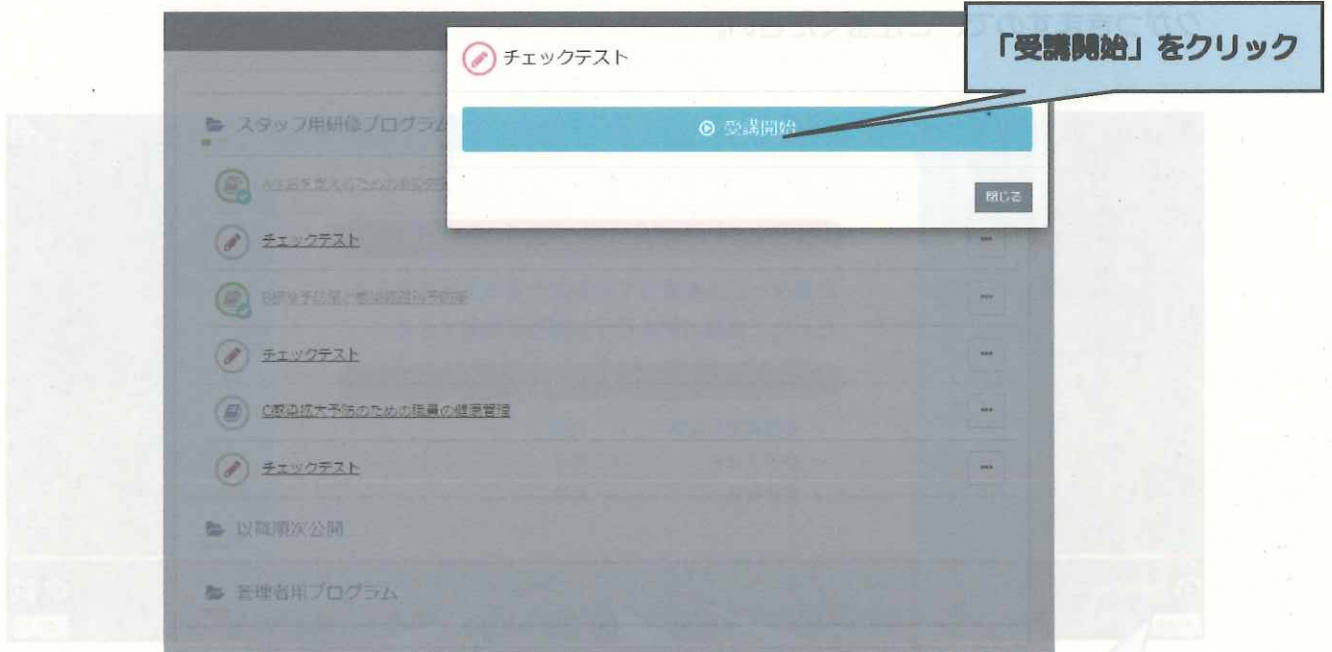 「受講開始」をクリック
チェックテスト
受講開始
閉じる
スタッフ用研修プログラム
チェックテスト
チェックテスト
C感染拡大予防のための職員の健康管理
チェックテスト
以降順次公開
管理者用プログラム